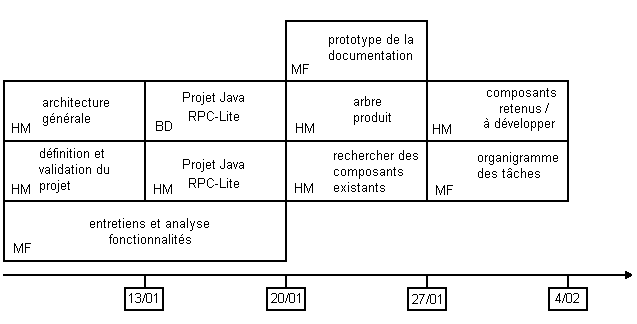 prototype de la
documentation
MF
architecture
générale
HM
Projet Java
RPC-Lite
BD
arbre
produit
HM
composants
retenus /
à développer
HM
définition et
validation du
projet
HM
Projet Java
RPC-Lite
HM
rechercher des
composants
existants
HM
organigramme
des tâches
MF
entretiens et analyse
fonctionnalités
MF
13/01
20/01
27/01
4/02